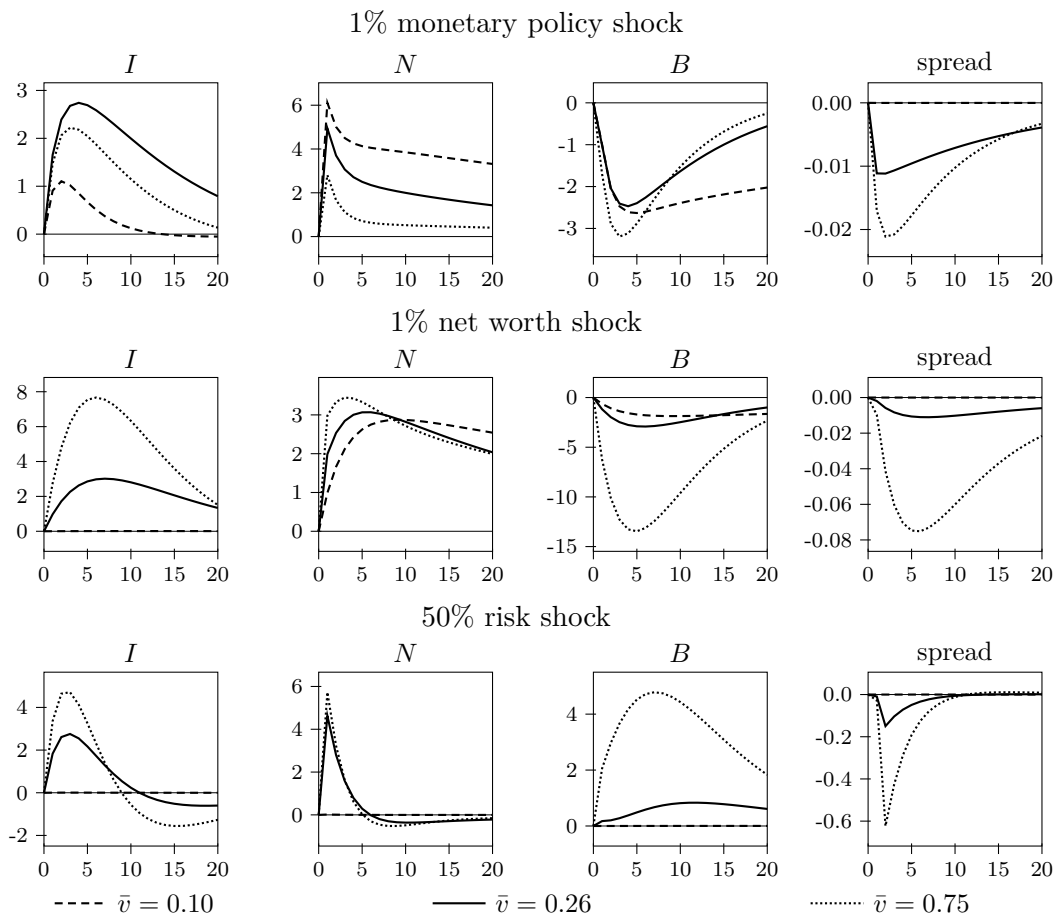 1% monetary policy shock
I N B spread
3 6 0 0.00
2 4 -1 -0.01
1 2 -2 -0.02
0 0 -3
0 5 10 15 20 0 5 10 15 20 0 5 10 15 20 0 5 10 15 20
1% net worth shock
I N B spread
8 3 0 0.00
6 2 -5 -0.02
4 1 -10 -0.04
2 0 -15 -0.06
0 -0.08
0 5 10 15 20 0 5 10 15 20 0 5 10 15 20 0 5 10 15 20
50% risk shock
I N B spread
4 6 4 0.0
2 4 2 -0.2
0 2 0 -0.4
-2 0 -0.6
0 5 10 15 20 0 5 10 15 20 0 5 10 15 20 0 5 10 15 20
v̄ = 0.10 v̄ = 0.26 v̄ = 0.75